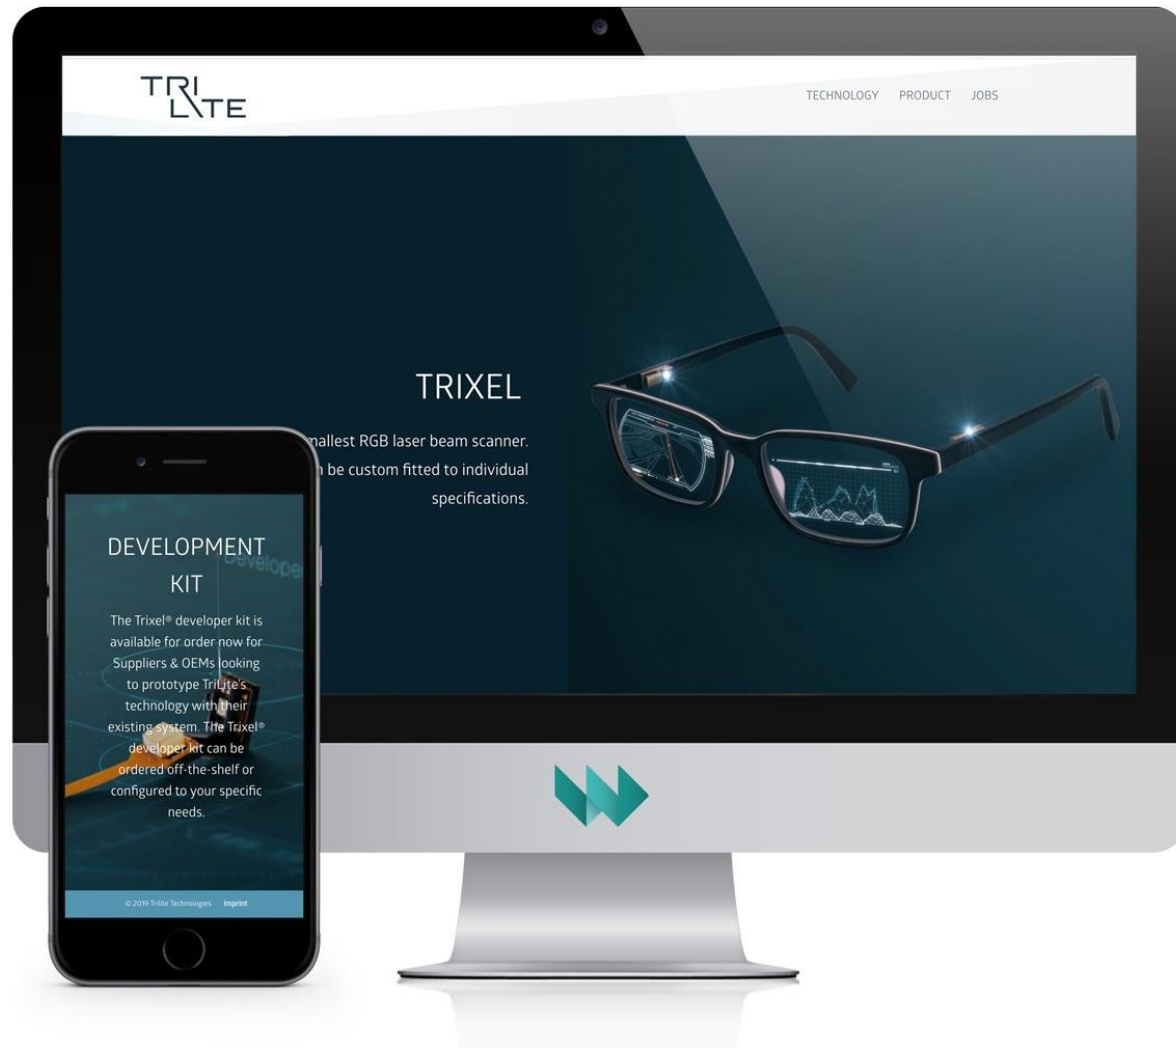 TRI
LITE
TECHNOLOGY PRODUCT JOBS
TRIXEL
RGB laser beam scanner.
be custom fitted to individual
specifications.
DEVELOPMENT
KIT
The Trixel® developer kit is
available for order now for
Suppliers & OEMs looking
to prototype TriLite's
technology with their
existing system. The Trixel®
developer kit can be
ordered off-the-shelf or
configured to your specific
needs.
© 2019 Trilite Technologies Imprint